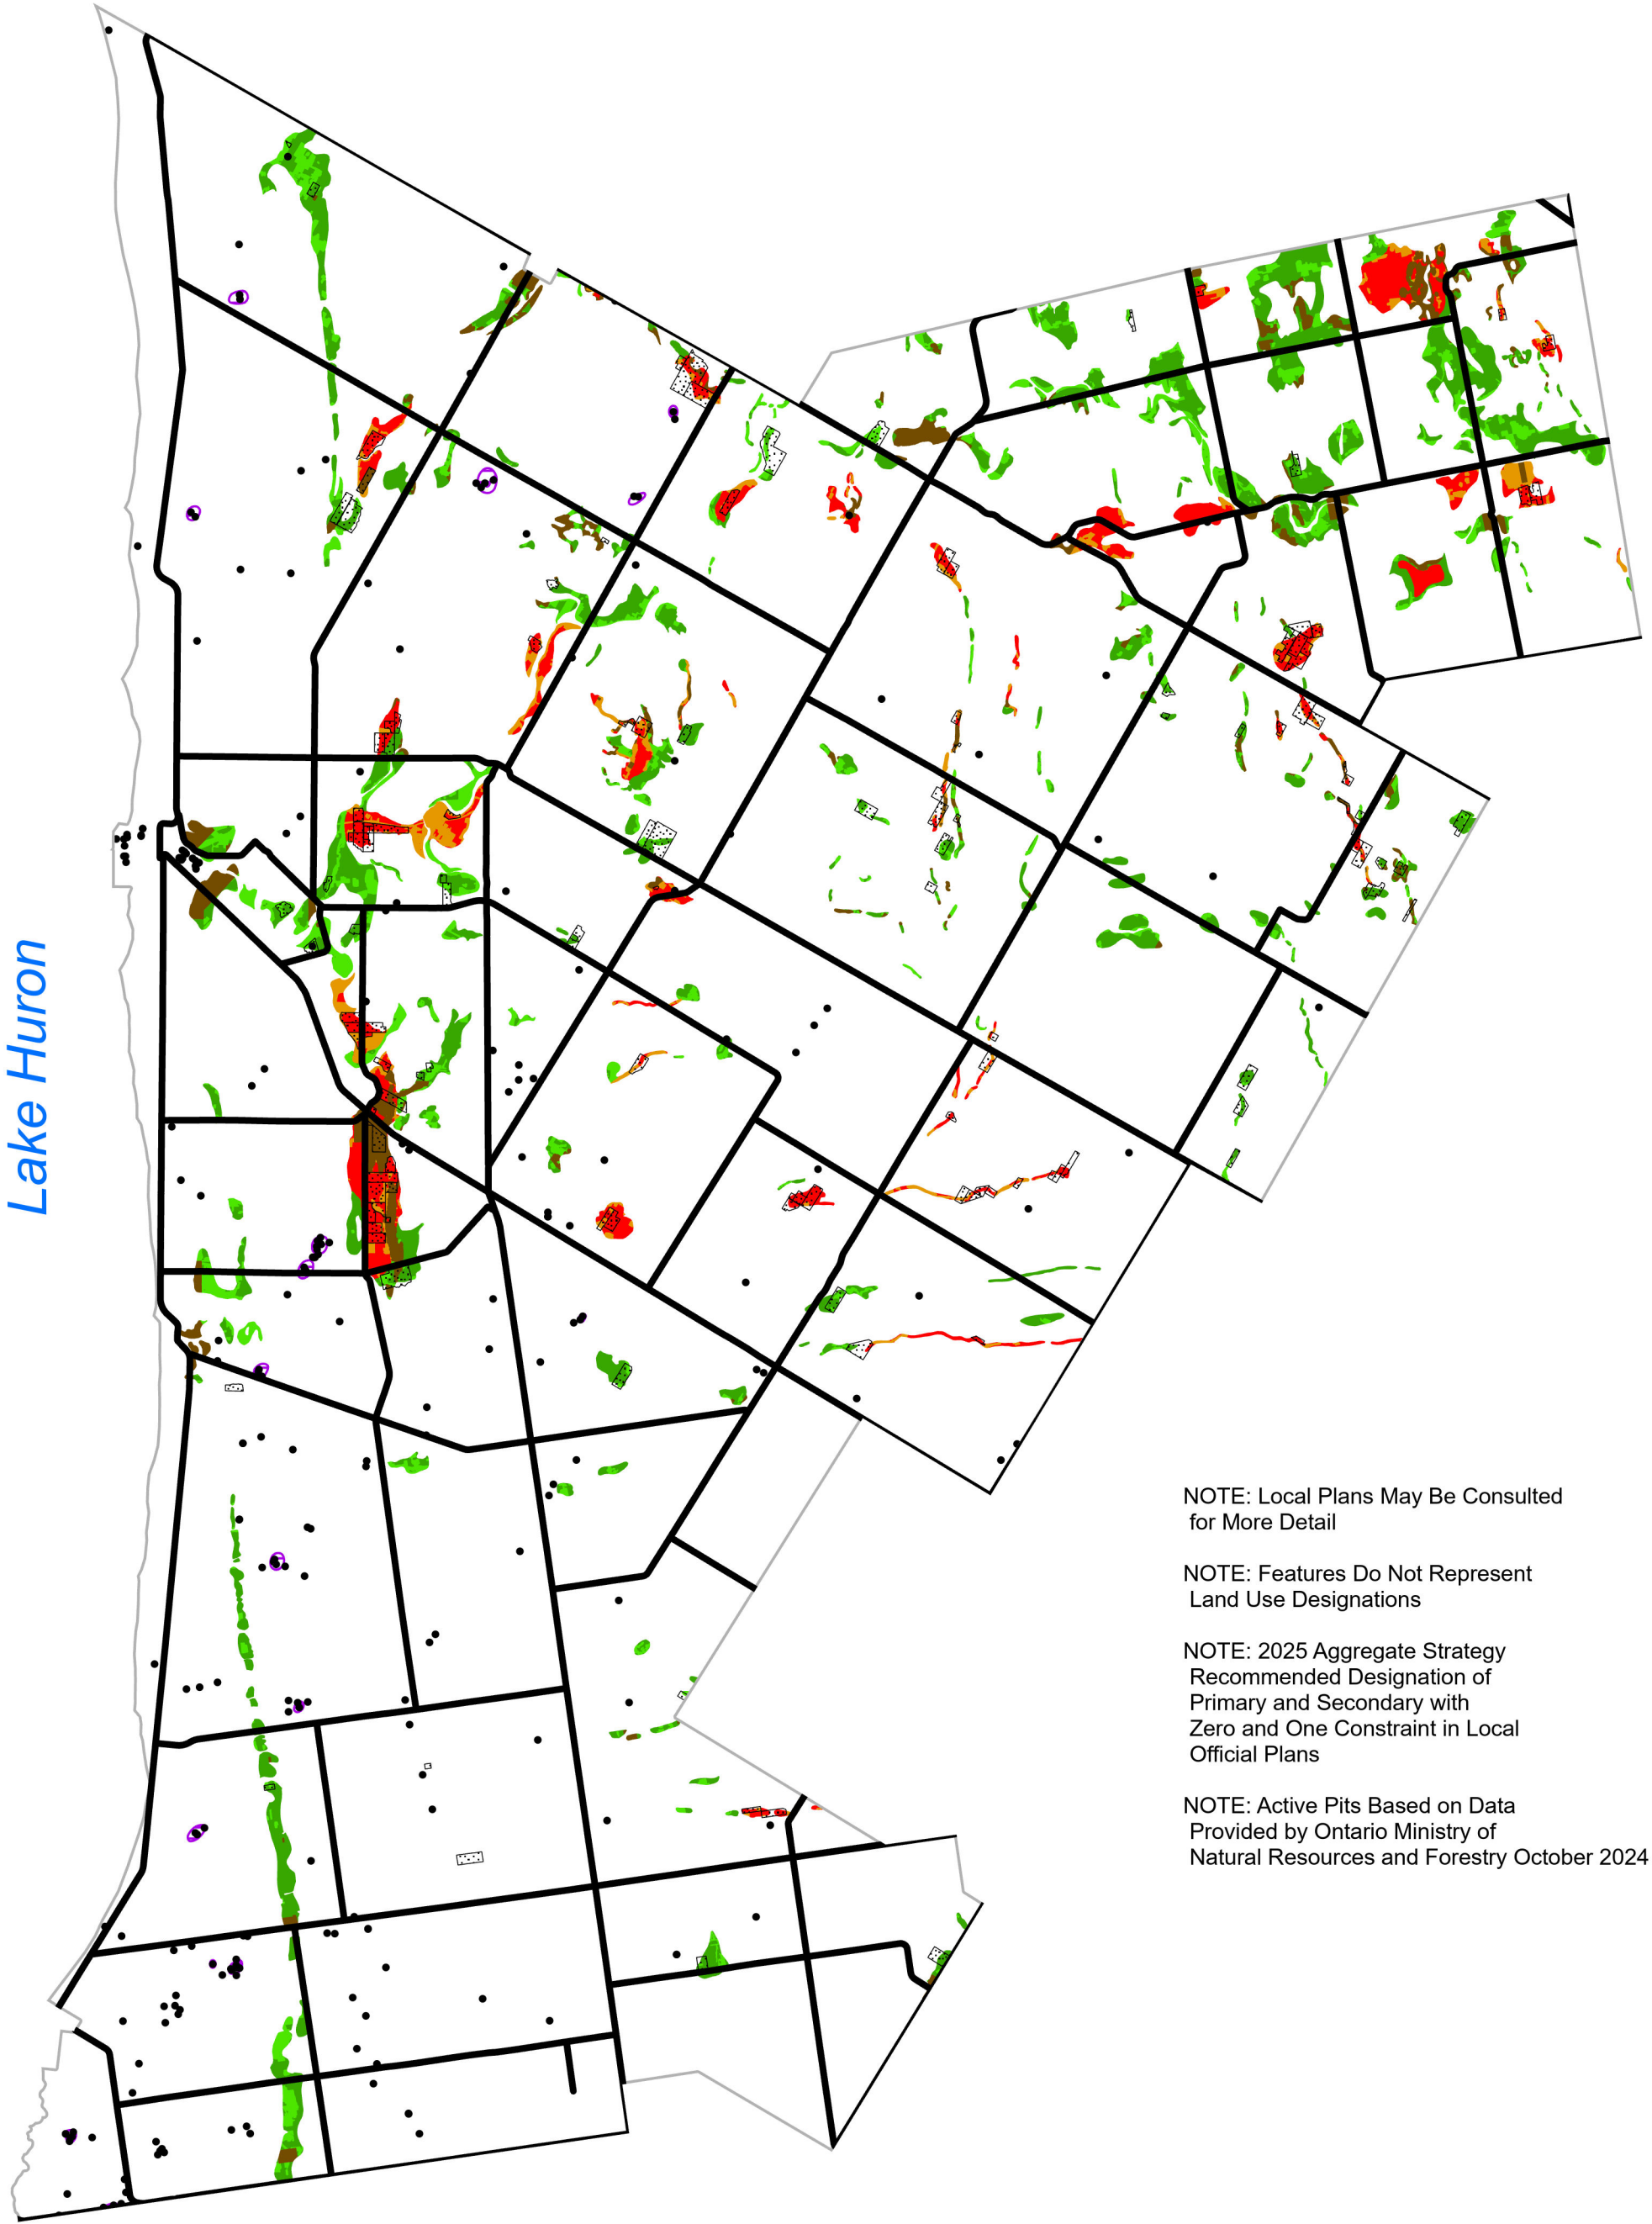 Lake Huron
NOTE: Local Plans May Be Consulted
for More Detail
NOTE: Features Do Not Represent
Land Use Designations
NOTE: 2025 Aggregate Strategy
Recommended Designation of
Primary and Secondary with
Zero and One Constraint in Local
Official Plans
NOTE: Active Pits Based on Data
Provided by Ontario Ministry of
Natural Resources and Forestry October 2024